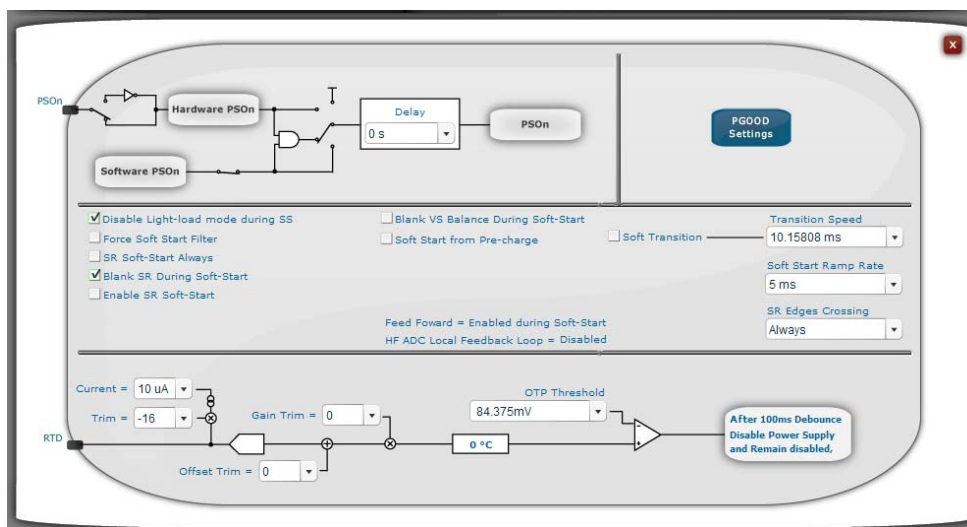 X
PSOn
Hardware PSOn
Software PSOn
Delay
0 s
PSOn
PGOOD
Settings
Disable Light-load mode during SS
Force Soft Start Filter
SR Soft-Start Always
Blank SR During Soft-Start
Enable SR Soft-Start
Blank VS Balance During Soft-Start
Soft Start from Pre-charge
Soft Transition
Transition Speed
10.15808 ms
Soft Start Ramp Rate
5 ms
SR Edges Crossing
Always
Feed Foward = Enabled during Soft-Start
HF ADC Local Feedback Loop = Disabled
Current = 10 uA
Trim = -16
RTD
Gain Trim = 0
Offset Trim = 0
0 °C
OTP Threshold
84.375mV
After 100ms Debounce
Disable Power Supply
and Remain disabled,